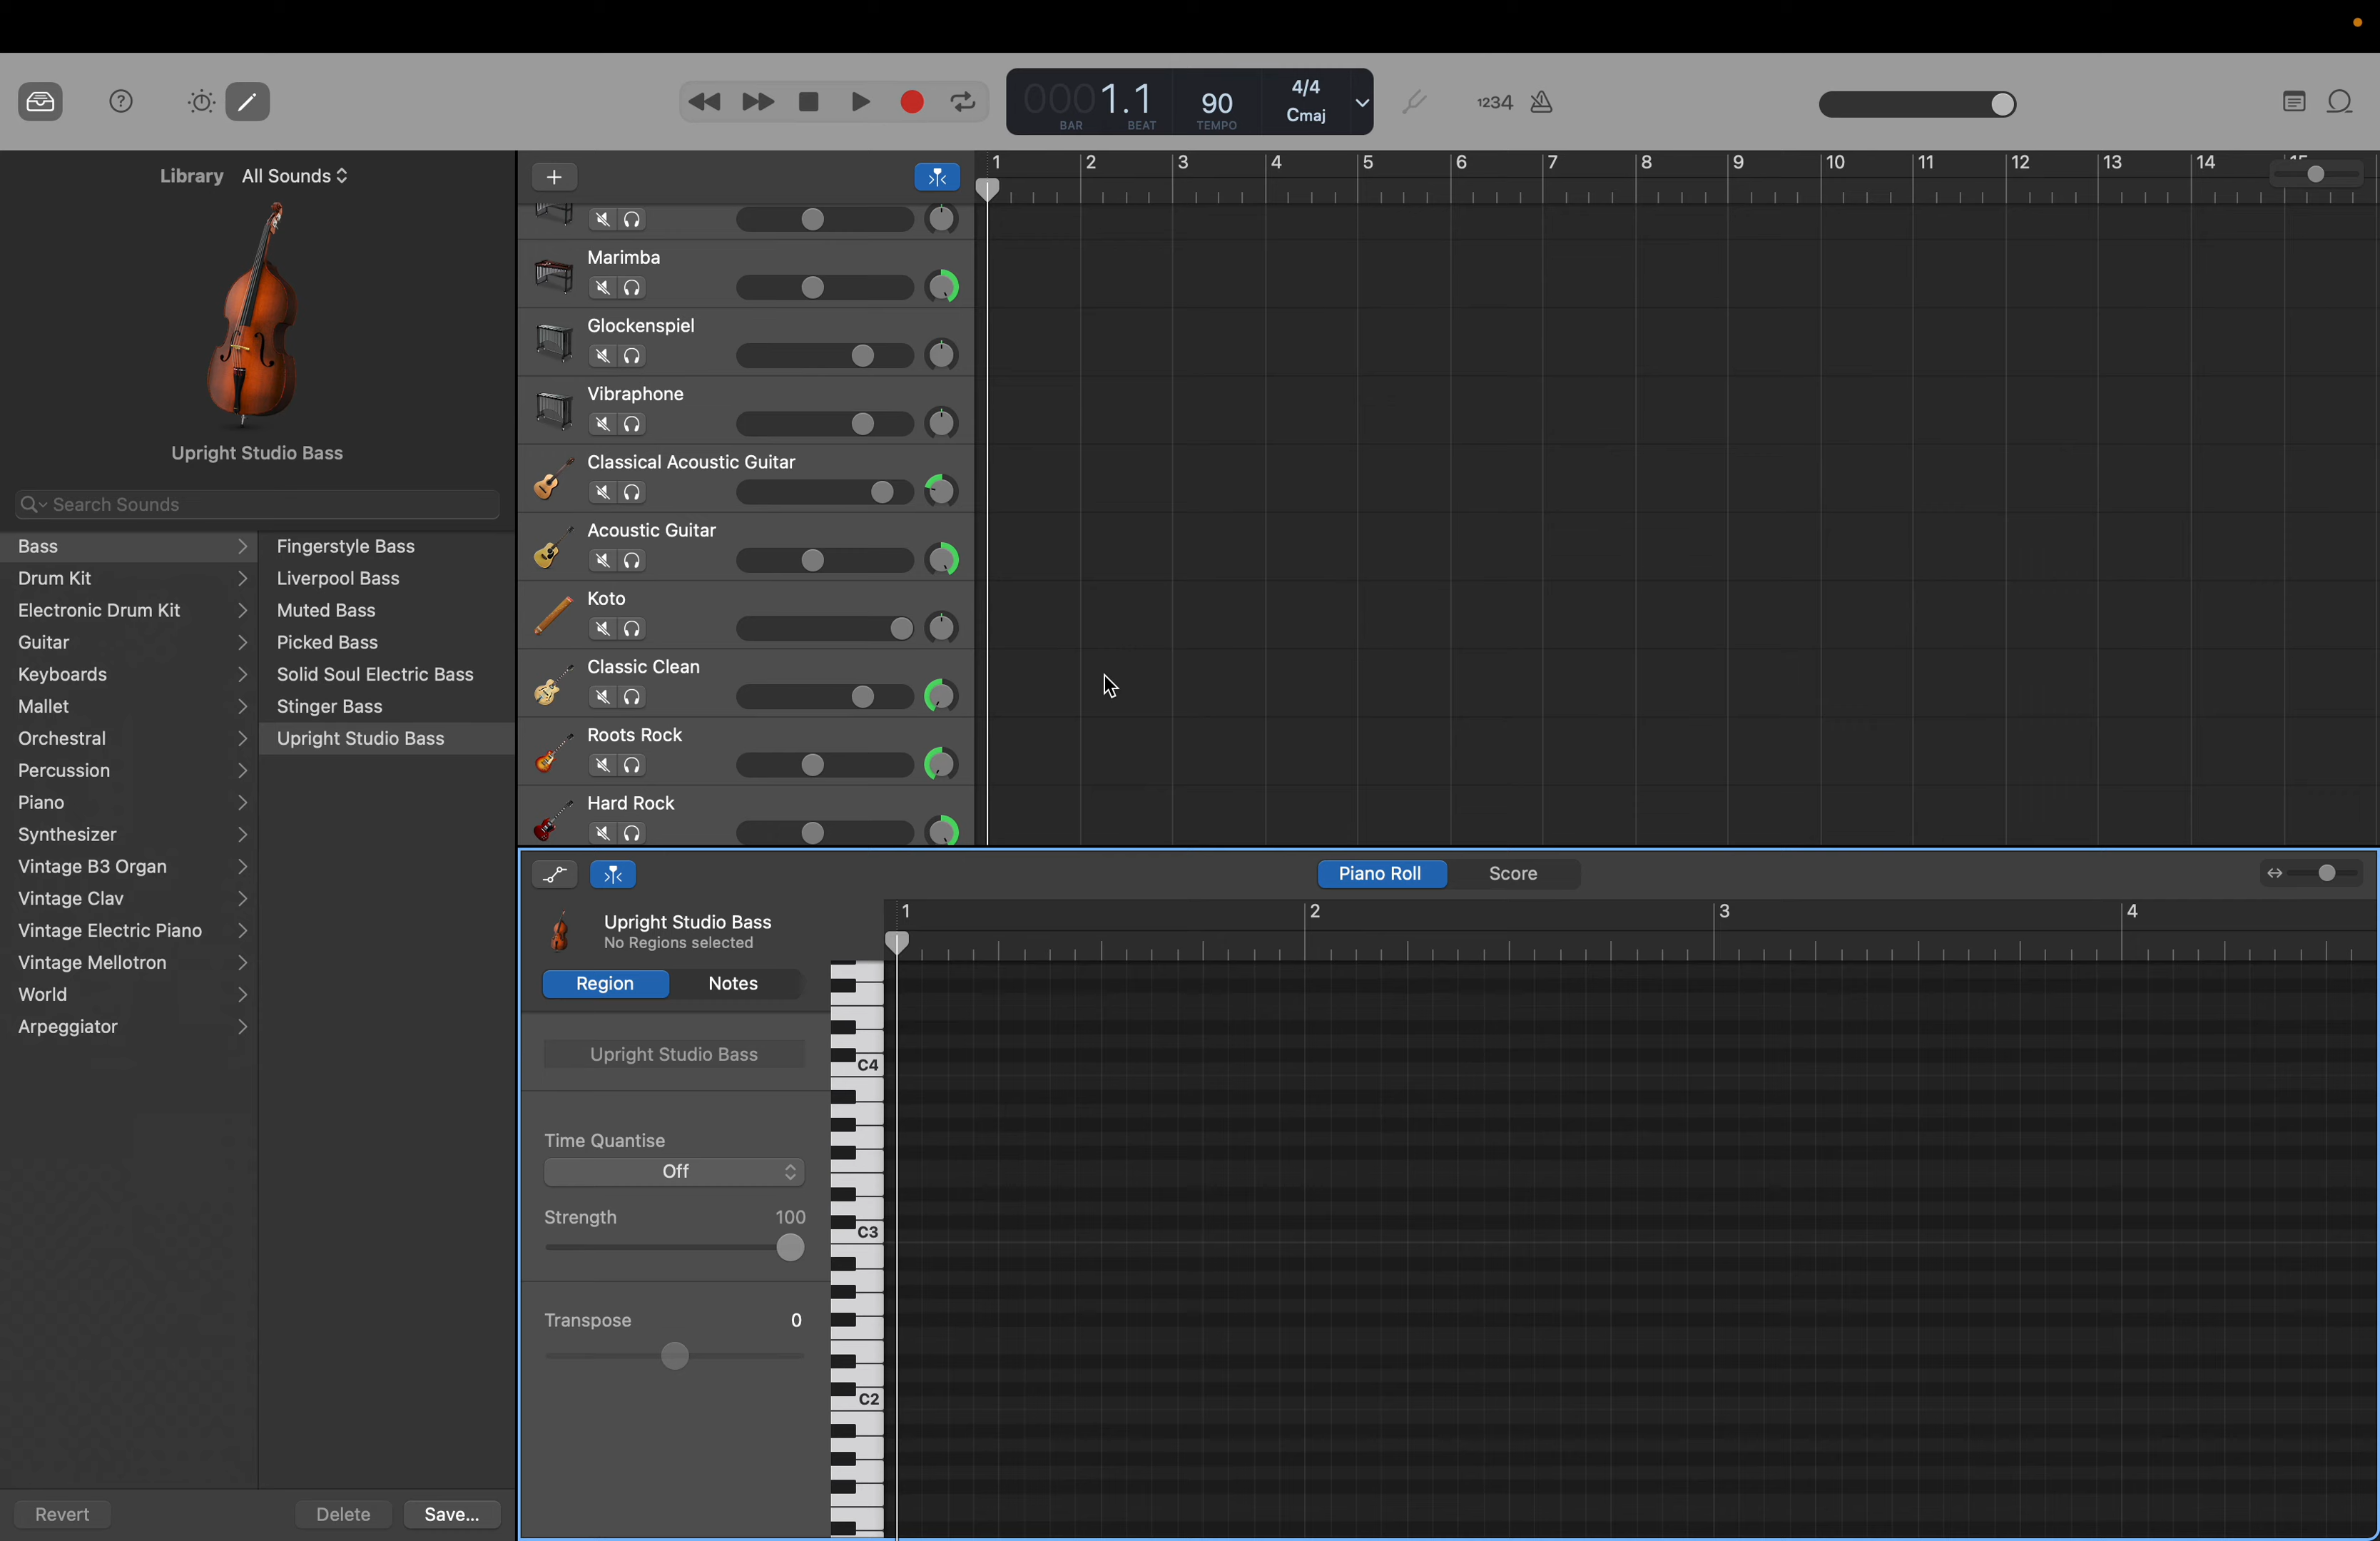 000 1.1
BAR BEAT
90
TEMPO
4/4
Cmaj
1234
Library All Sounds
Upright Studio Bass
Search Sounds
Bass
Drum Kit
Electronic Drum Kit
Guitar
Keyboards
Mallet
Orchestral
Percussion
Piano
Synthesizer
Vintage B3 Organ
Vintage Clav
Vintage Electric Piano
Vintage Mellotron
World
Arpeggiator
Fingerstyle Bass
Liverpool Bass
Muted Bass
Picked Bass
Solid Soul Electric Bass
Stinger Bass
Upright Studio Bass
Revert
Delete
Save...
1 2 3 4 5 6 7 8 9 10 11 12 13 14 15
Marimba
Glockenspiel
Vibraphone
Classical Acoustic Guitar
Acoustic Guitar
Koto
Classic Clean
Roots Rock
Hard Rock
Piano Roll Score
Upright Studio Bass
No Regions selected
Region Notes
1 2 3 4
Upright Studio Bass
Time Quantise
Off
Strength 100
Transpose 0
C4
C3
C2